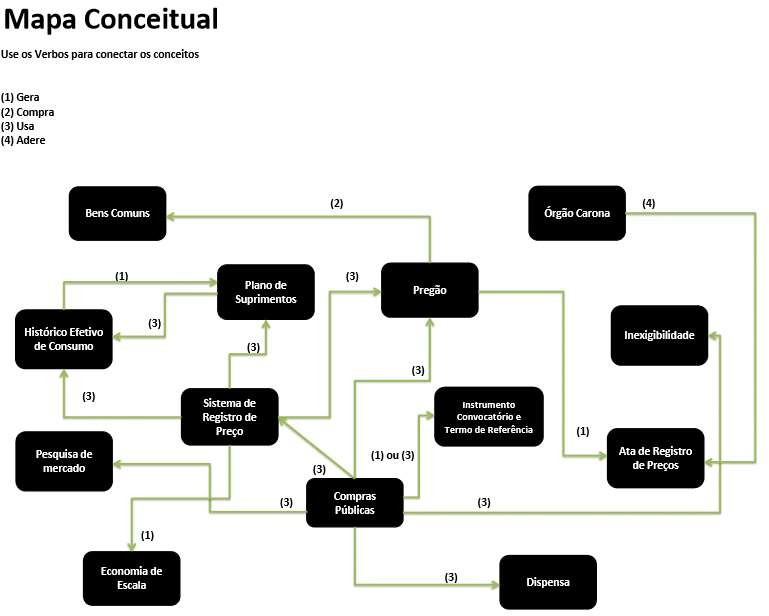 Mapa Conceitual
Use os Verbos para conectar os conceitos
(1) Gera
(2) Compra
(3) Usa
(4) Adere
Bens Comuns
(2)
Órgão Carona
(4)
(1)
Plano de
Suprimentos
(3)
Pregão
Histórico Efetivo
de Consumo
(3)
Inexigibilidade
(3)
(3)
(3)
Sistema de
Registro de
Preço
Instrumento
Convocatório e
Termo de Referência
(1)
Pesquisa de
mercado
(1) ou (3)
Ata de Registro
de Preços
(3)
(3)
Compras
Públicas
(3)
(1)
Economia de
Escala
(3)
Dispensa